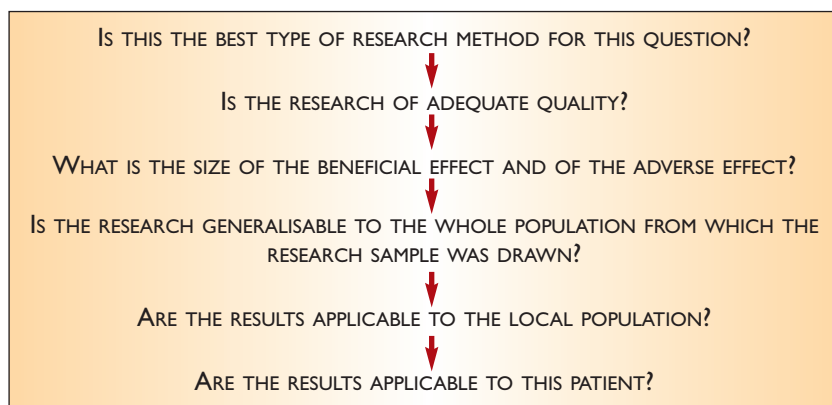 IS THIS THE BEST TYPE OF RESEARCH METHOD FOR THIS QUESTION?
IS THE RESEARCH OF ADEQUATE QUALITY?
WHAT IS THE SIZE OF THE BENEFICIAL EFFECT AND OF THE ADVERSE EFFECT?
IS THE RESEARCH GENERALISABLE TO THE WHOLE POPULATION FROM WHICH THE
RESEARCH SAMPLE WAS DRAWN?
ARE THE RESULTS APPLICABLE TO THE LOCAL POPULATION?
ARE THE RESULTS APPLICABLE TO THIS PATIENT?